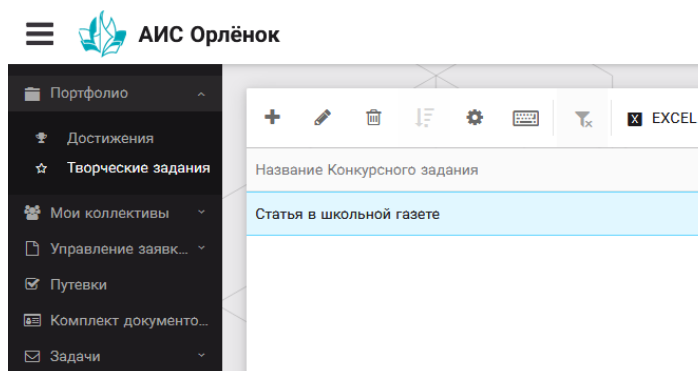 АИС Орлёнок
Портфолио
Достижения
Творческие задания
Мои коллективы
Управление заявк...
Путевки
Комплект документо...
Задачи
X EXCEL
Название Конкурсного задания
Статья в школьной газете